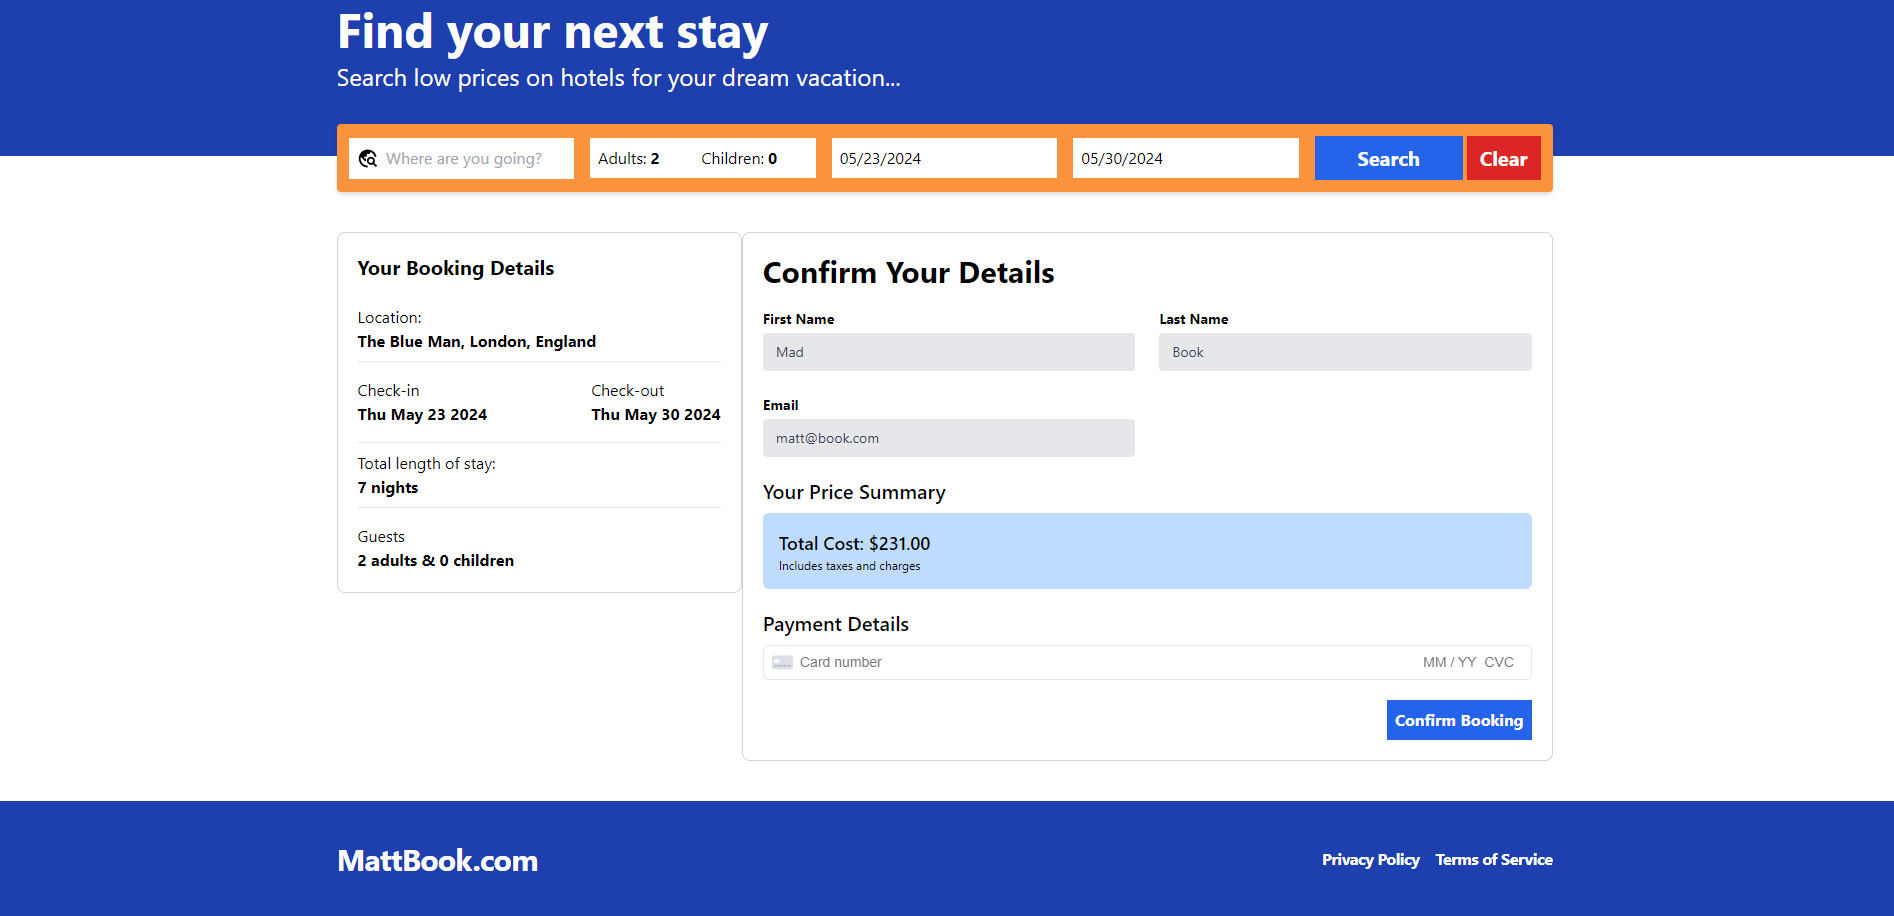 Find your next stay
Search low prices on hotels for your dream vacation...
Where are you going? Adults: 2 Children: 0 05/23/2024 05/30/2024 Search Clear
Your Booking Details
Location:
The Blue Man, London, England
Check-in Check-out
Thu May 23 2024 Thu May 30 2024
Total length of stay:
7 nights
Guests
2 adults & 0 children
Confirm Your Details
First Name Last Name
Mad Book
Email
matt@book.com
Your Price Summary
Total Cost: $231.00
Includes taxes and charges
Payment Details
Card number MM / YY CVC
Confirm Booking
MattBook.com Privacy Policy Terms of Service